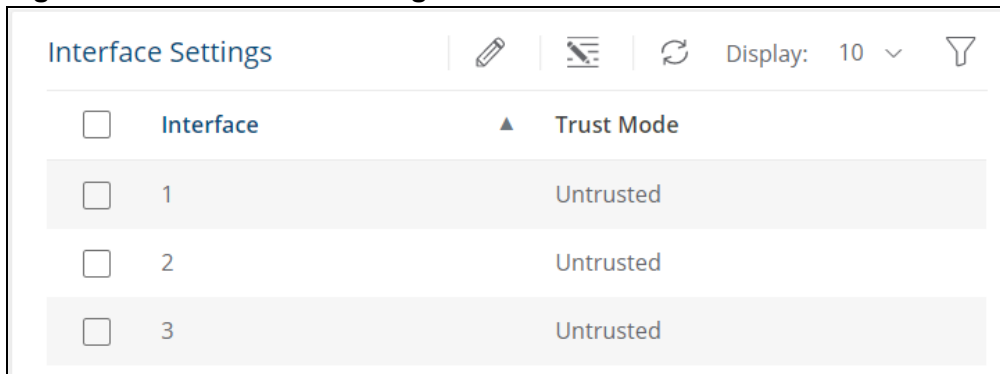 Interface Settings Display: 10
Interface Trust Mode
1 Untrusted
2 Untrusted
3 Untrusted